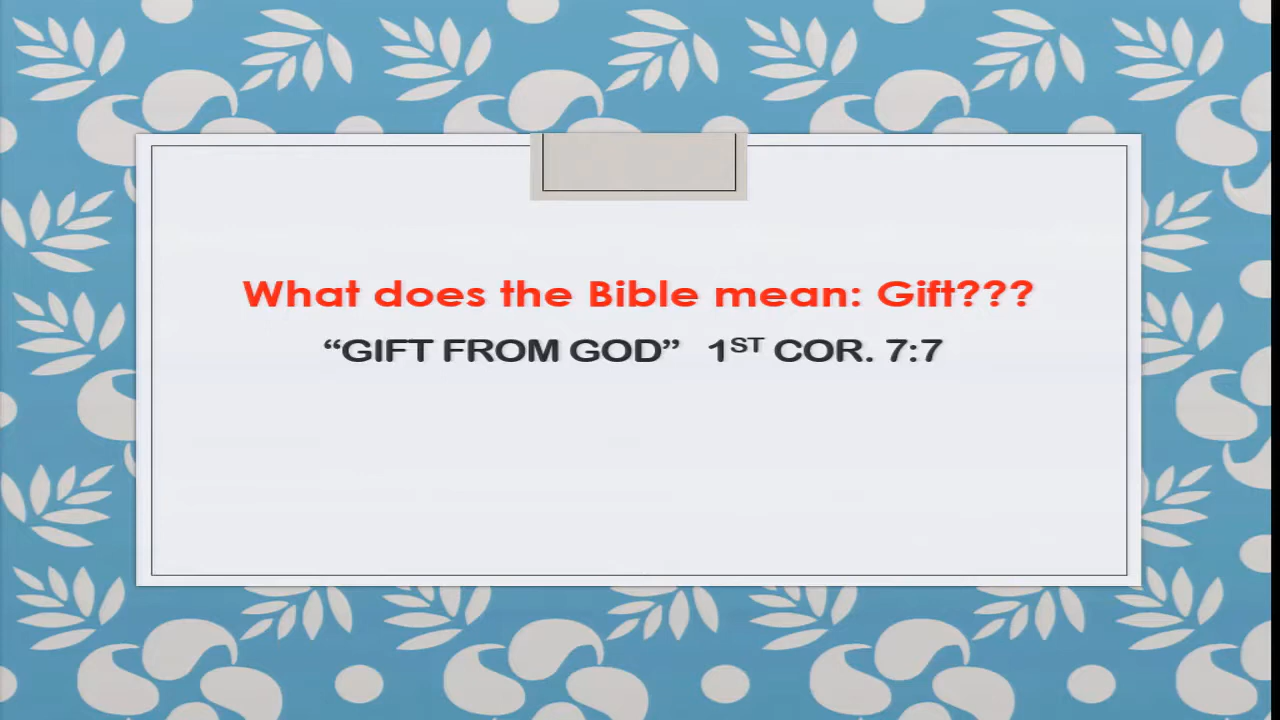 What does the Bible mean: Gift???
“GIFT FROM GOD” 1ST COR. 7:7